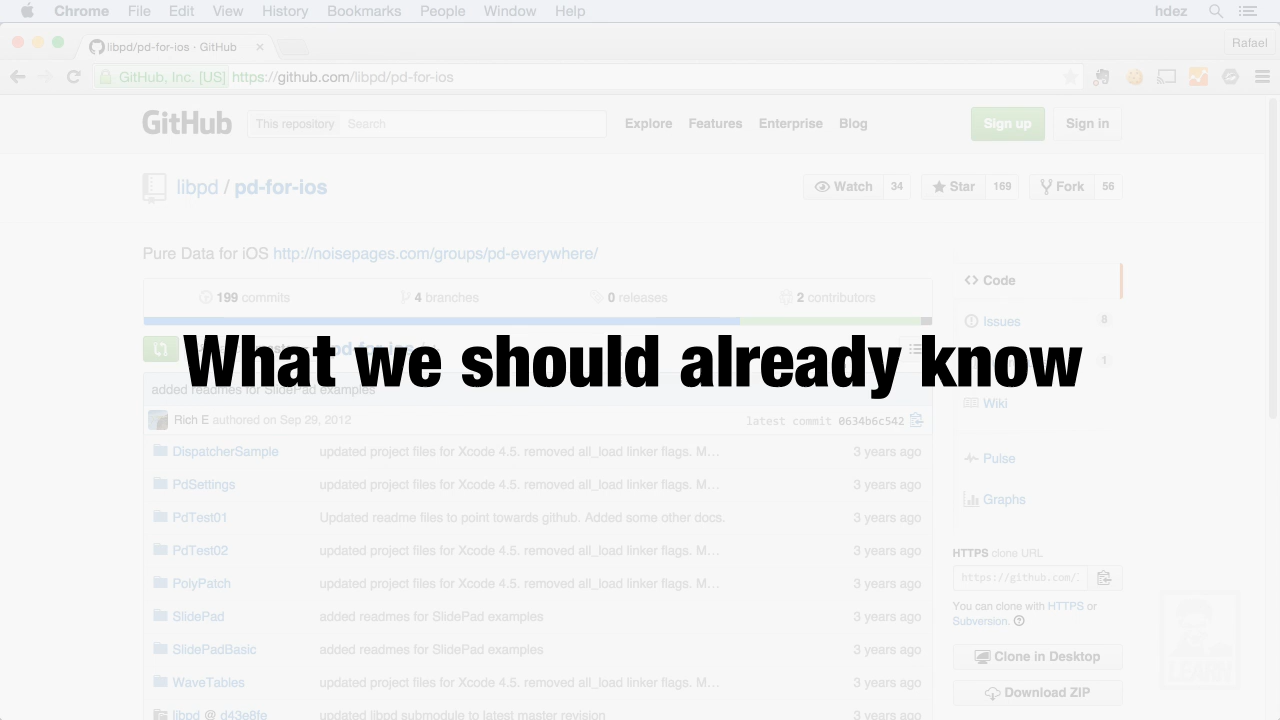 Chrome File Edit View History Bookmarks People Window Help hdez
libpd/pd-for-ios · GitHub Rafael
GitHub, Inc. [US] https://github.com/libpd/pd-for-ios
GitHub This repository Search Explore Features Enterprise Blog Sign up Sign in
libpd / pd-for-ios Watch 34 Star 169 Fork 56
Pure Data for iOS http://noisepages.com/groups/pd-everywhere/
199 commits 4 branches 0 releases 2 contributors
Code
Issues 8
1
What we should already know
added readmes for SlidePad examples
Wiki
Rich E authored on Sep 29, 2012 latest commit 0634b6c542
DispatcherSample updated project files for Xcode 4.5. removed all_load linker flags. M… 3 years ago
Pulse
PdSettings updated project files for Xcode 4.5. removed all_load linker flags. M… 3 years ago
Graphs
PdTest01 Updated readme files to point towards github. Added some other docs. 3 years ago
PdTest02 updated project files for Xcode 4.5. removed all_load linker flags. M… 3 years ago
HTTPS clone URL
https://github.com/
PolyPatch updated project files for Xcode 4.5. removed all_load linker flags. M… 3 years ago
You can clone with HTTPS or
Subversion.
SlidePad added readmes for SlidePad examples 3 years ago
SlidePadBasic added readmes for SlidePad examples 3 years ago
Clone in Desktop
WaveTables updated project files for Xcode 4.5. removed all_load linker flags. M… 3 years ago
Download ZIP
libpd @ d43e8fe updated libpd submodule to latest master revision 3 years ago